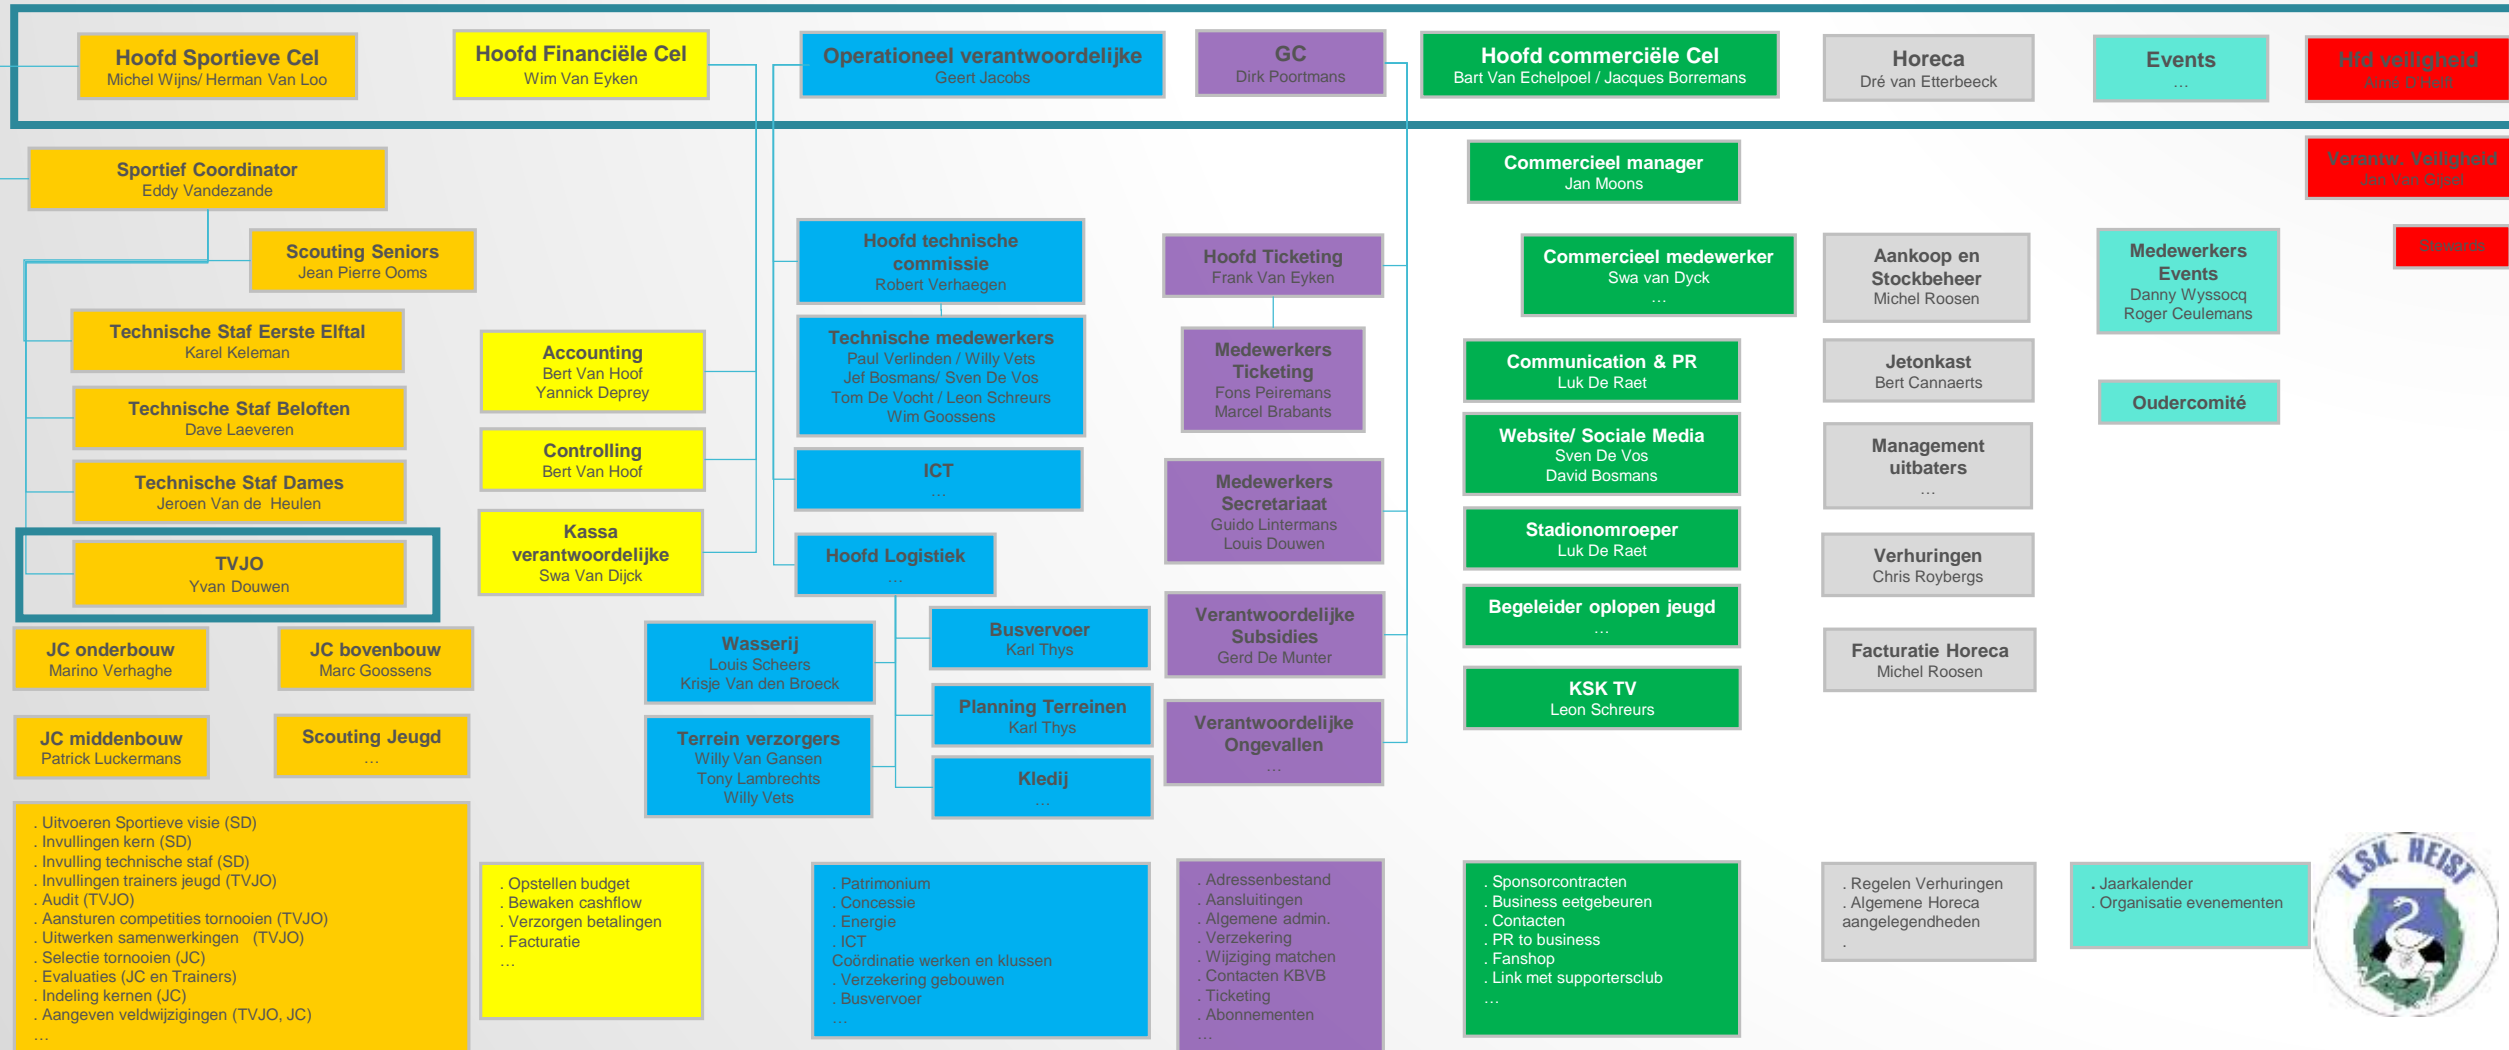 Hoofd Sportieve Cel
Michel Wijns/ Herman Van Loo
Hoofd Financiële Cel
Wim Van Eyken
Operationeel verantwoordelijke
Geert Jacobs
GC
Dirk Poortmans
Hoofd commerciële Cel
Bart Van Echelpoel / Jacques Borremans
Horeca
Dré van Etterbeeck
Events
…
Hfd veiligheid
Aimé D'Helft
Sportief Coordinator
Eddy Vandezande
Scouting Seniors
Jean Pierre Ooms
Technische Staf Eerste Elftal
Karel Keleman
Technische Staf Beloften
Dave Laeveren
Technische Staf Dames
Jeroen Van de  Heulen
TVJO
Yvan Douwen
JC onderbouw
Marino Verhaghe
JC bovenbouw
Marc Goossens
JC middenbouw
Patrick Luckermans
Scouting Jeugd
…
. Uitvoeren Sportieve visie (SD)
. Invullingen kern (SD)
. Invulling technische staf (SD)
. Invullingen trainers jeugd (TVJO)
. Audit (TVJO)
. Aansturen competities tornooien (TVJO)
. Uitwerken samenwerkingen   (TVJO)
. Selectie tornooien (JC)
. Evaluaties (JC en Trainers)
. Indeling kernen (JC)
. Aangeven veldwijzigingen (TVJO, JC)
…
Accounting
Bert Van Hoof
Yannick Deprey
Controlling
Bert Van Hoof
Kassa
verantwoordelijke
Swa Van Dijck
. Opstellen budget
. Bewaken cashflow
. Verzorgen betalingen
. Facturatie
…
Hoofd technische
commissie
Robert Verhaegen
Technische medewerkers
Paul Verlinden / Willy Vets
Jef Bosmans/ Sven De Vos
Tom De Vocht / Leon Schreurs
Wim Goossens
ICT
…
Hoofd Logistiek
…
Wasserij
Louis Scheers
Krisje Van den Broeck
Busvervoer
Karl Thys
Planning Terreinen
Karl Thys
Terrein verzorgers
Willy Van Gansen
Tony Lambrechts
Willy Vets
Kledij
…
. Patrimonium
. Concessie
. Energie
. ICT
Coördinatie werken en klussen
. Verzekering gebouwen
. Busvervoer
…
Hoofd Ticketing
Frank Van Eyken
Medewerkers
Ticketing
Fons Peiremans
Marcel Brabants
Medewerkers
Secretariaat
Guido Lintermans
Louis Douwen
Verantwoordelijke
Subsidies
Gerd De Munter
Verantwoordelijke
Ongevallen
…
. Adressenbestand
. Aansluitingen
. Algemene admin.
. Verzekering
. Wijziging matchen
. Contacten KBVB
. Ticketing
. Abonnementen
…
Commercieel manager
Jan Moons
Commercieel medewerker
Swa van Dyck
…
Communication & PR
Luk De Raet
Website/ Sociale Media
Sven De Vos
David Bosmans
Stadionomroeper
Luk De Raet
Begeleider oplopen jeugd
…
KSK TV
Leon Schreurs
. Sponsorcontracten
. Business eetgebeuren
. Contacten
. PR to business
. Fanshop
. Link met supportersclub
…
Aankoop en
Stockbeheer
Michel Roosen
Jetonkast
Bert Cannaerts
Management
uitbaters
…
Verhuringen
Chris Roybergs
Facturatie Horeca
Michel Roosen
. Regelen Verhuringen
. Algemene Horeca
aangelegendheden
.
Medewerkers
Events
Danny Wyssocq
Roger Ceulemans
Oudercomité
. Jaarkalender
. Organisatie evenementen
Verantw. Veiligheid
Jan Van Gijsel
Stewards
K.SK. HEIST